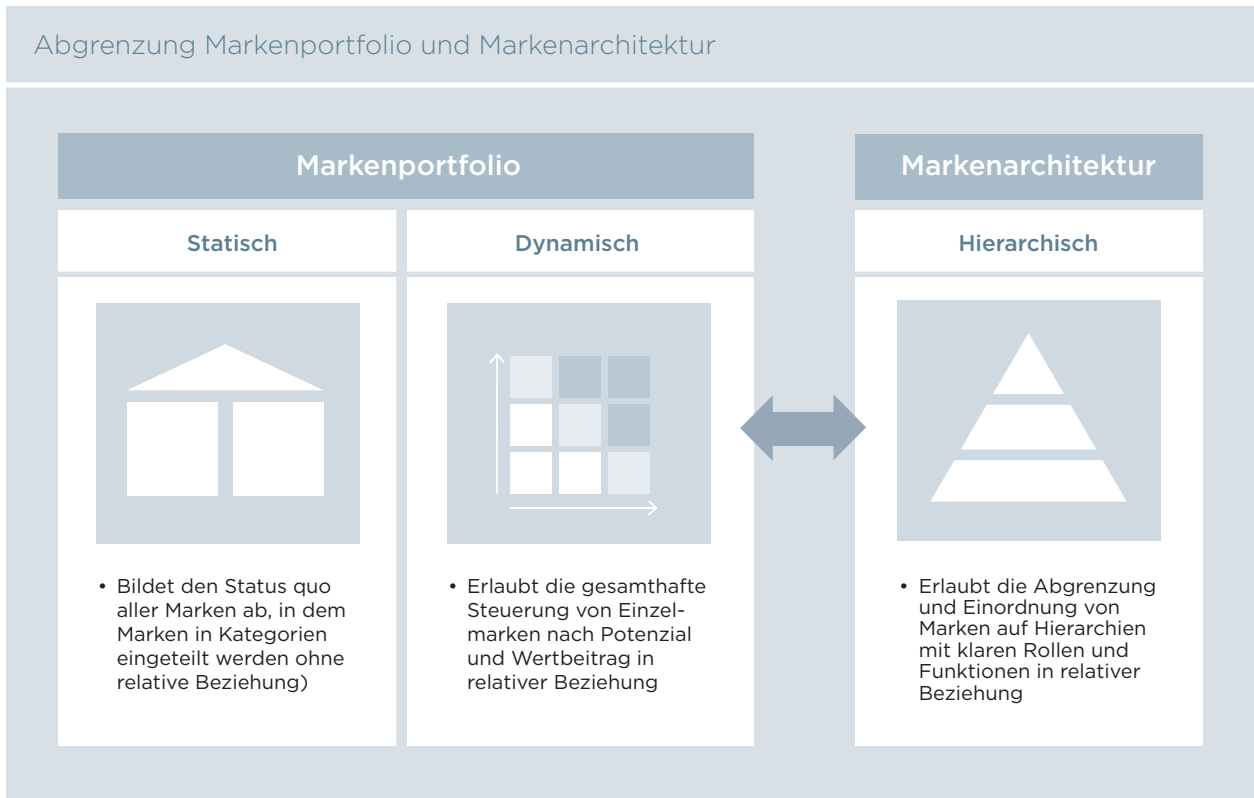 Abgrenzung Markenportfolio und Markenarchitektur
Markenportfolio
Statisch
• Bildet den Status quo
aller Marken ab, in dem
Marken in Kategorien
eingeteilt werden ohne
relative Beziehung)
Dynamisch
• Erlaubt die gesamthafte
Steuerung von Einzel-
marken nach Potenzial
und Wertbeitrag in
relativer Beziehung
Markenarchitektur
Hierarchisch
• Erlaubt die Abgrenzung
und Einordnung von
Marken auf Hierarchien
mit klaren Rollen und
Funktionen in relativer
Beziehung